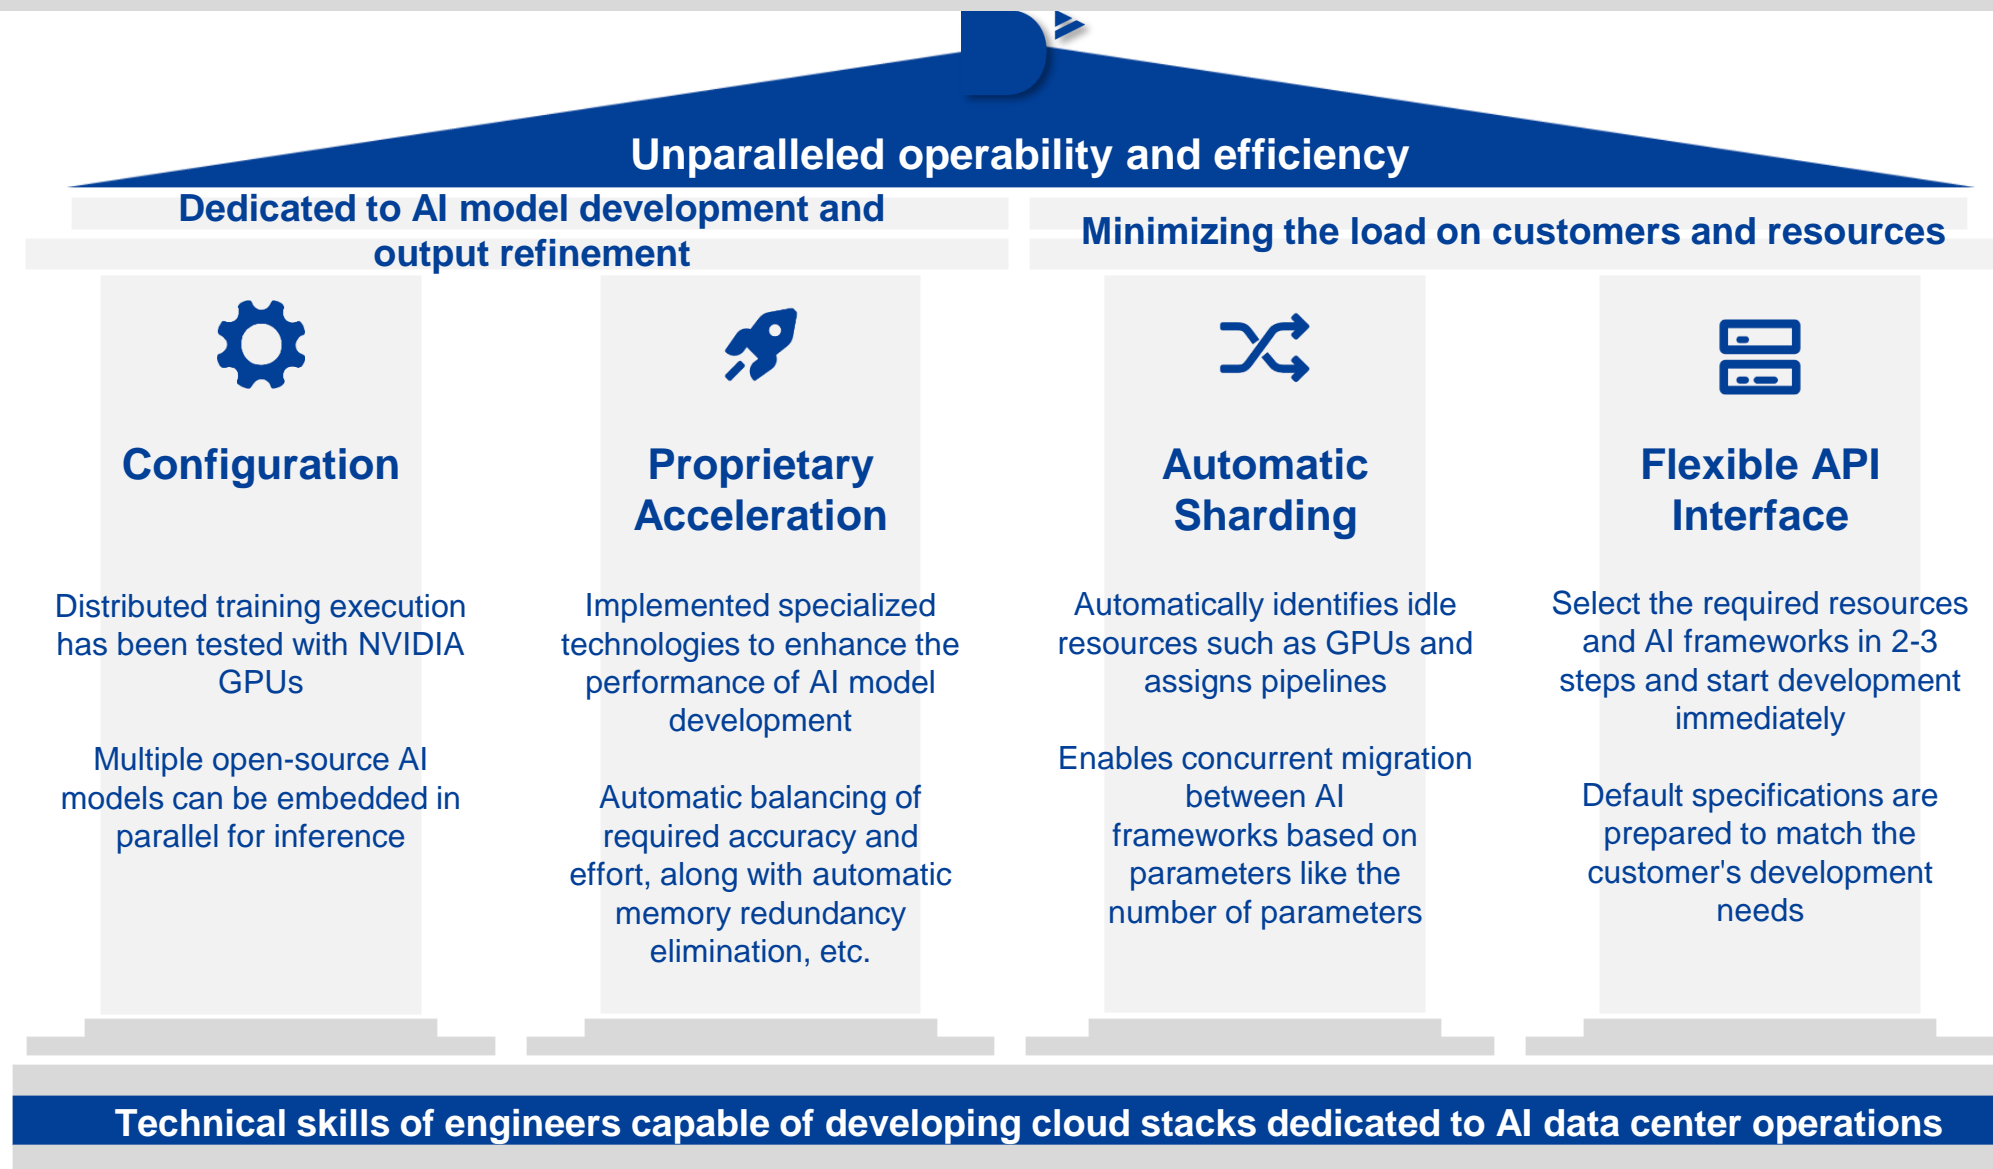 Unparalleled operability and efficiency
Dedicated to AI model development and
output refinement
Minimizing the load on customers and resources
Configuration
Distributed training execution
has been tested with NVIDIA
GPUs
Multiple open-source AI
models can be embedded in
parallel for inference
Proprietary
Acceleration
Implemented specialized
technologies to enhance the
performance of AI model
development
Automatic balancing of
required accuracy and
effort, along with automatic
memory redundancy
elimination, etc.
Automatic
Sharding
Automatically identifies idle
resources such as GPUs and
assigns pipelines
Enables concurrent migration
between AI
frameworks based on
parameters like the
number of parameters
Flexible API
Interface
Select the required resources
and AI frameworks in 2-3
steps and start development
immediately
Default specifications are
prepared to match the
customer's development
needs
Technical skills of engineers capable of developing cloud stacks dedicated to AI data center operations